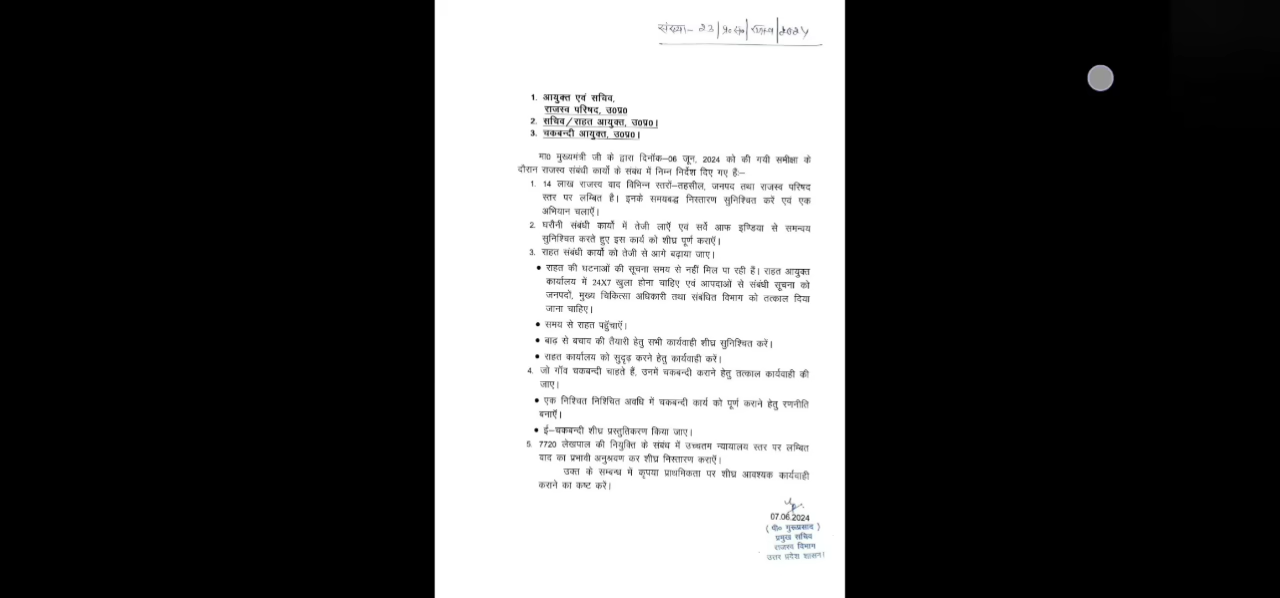 संख्या- 23/प्र०स०/राजस्व/2024
1. आयुक्त एवं सचिव,
राजस्व परिषद, उ0प्र0
2. सचिव/राहत आयुक्त, उ0प्र0।
3. चकबन्दी आयुक्त, उ0प्र0।
मा0 मुख्यमंत्री जी के द्वारा दिनॉक-06 जून, 2024 को की गयी समीक्षा के
दौरान राजस्व संबंधी कार्यों के संबंध में निम्न निर्देश दिए गए है:-
1. 14 लाख राजस्व वाद विभिन्न स्तरों-तहसील, जनपद तथा राजस्व परिषद
स्तर पर लम्बित है। इनके समयबद्ध निस्तारण सुनिश्चित करें एवं एक
अभियान चलाऍ।
2. घरौनी संबंधी कार्यो में तेजी लाऍ एवं सर्वे आफ इण्डिया से समन्वय
सुनिश्चित करते हुए इस कार्य को शीघ्र पूर्ण कराऍ।
3. राहत संबंधी कार्यो को तेजी से आगे बढ़ाया जाए।
• राहत की घटनाओं की सूचना समय से नहीं मिल पा रही है। राहत आयुक्त
कार्यालय में 24X7 खुला होना चाहिए एवं आपदाओं से संबंधी सूचना को
जनपदों, मुख्य चिकित्सा अधिकारी तथा संबंधित विभाग को तत्काल दिया
जाना चाहिए।
• समय से राहत पहुॅचाऍ।
• बाढ़ से बचाव की तैयारी हेतु सभी कार्यवाही शीघ्र सुनिश्चित करें।
• राहत कार्यालय को सुदृढ़ करने हेतु कार्यवाही करें।
4. जो गॉव चकबन्दी चाहते हैं, उनमें चकबन्दी कराने हेतु तत्काल कार्यवाही की
जाए।
• एक निश्चित निश्चित अवधि में चकबन्दी कार्य को पूर्ण कराने हेतु रणनीति
बनाऍ।
• ई-चकबन्दी शीघ्र प्रस्तुतिकरण किया जाए।
5. 7720 लेखपाल की नियुक्ति के संबंध में उच्चतम न्यायालय स्तर पर लम्बित
वाद का प्रभावी अनुश्रवण कर शीघ्र निस्तारण कराऍ।
उक्त के सम्बन्ध में कृपया प्राथमिकता पर शीघ्र आवश्यक कार्यवाही
कराने का कष्ट करें।
07.06.2024
( पी० गुरूप्रसाद )
प्रमुख सचिव
राजस्व विभाग
उत्तर प्रदेश शासन।